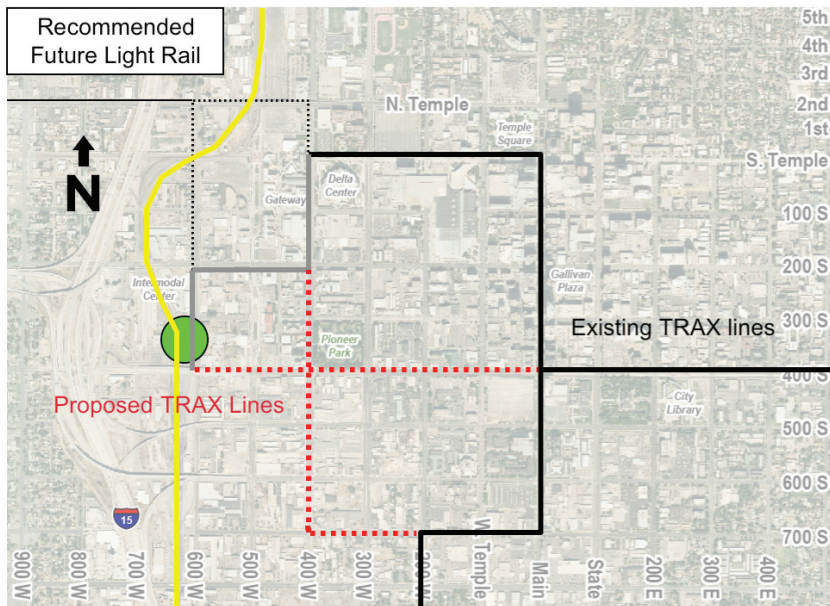 Recommended
Future Light Rail
5th
4th
3rd
N. Temple
2nd
1st
Temple
Square
S. Temple
N
Delta
Center
Gateway
100 S
200 S
Intermodal
Center
Gallivan
Plaza
300 S
Existing TRAX lines
Pioneer
Park
400 S
Proposed TRAX Lines
City
Library
500 S
600 S
15
700 S
900 W
800 W
700 W
600 W
500 W
400 W
300 W
200 W
W. Temple
Main
State
200 E
300 E
400 E